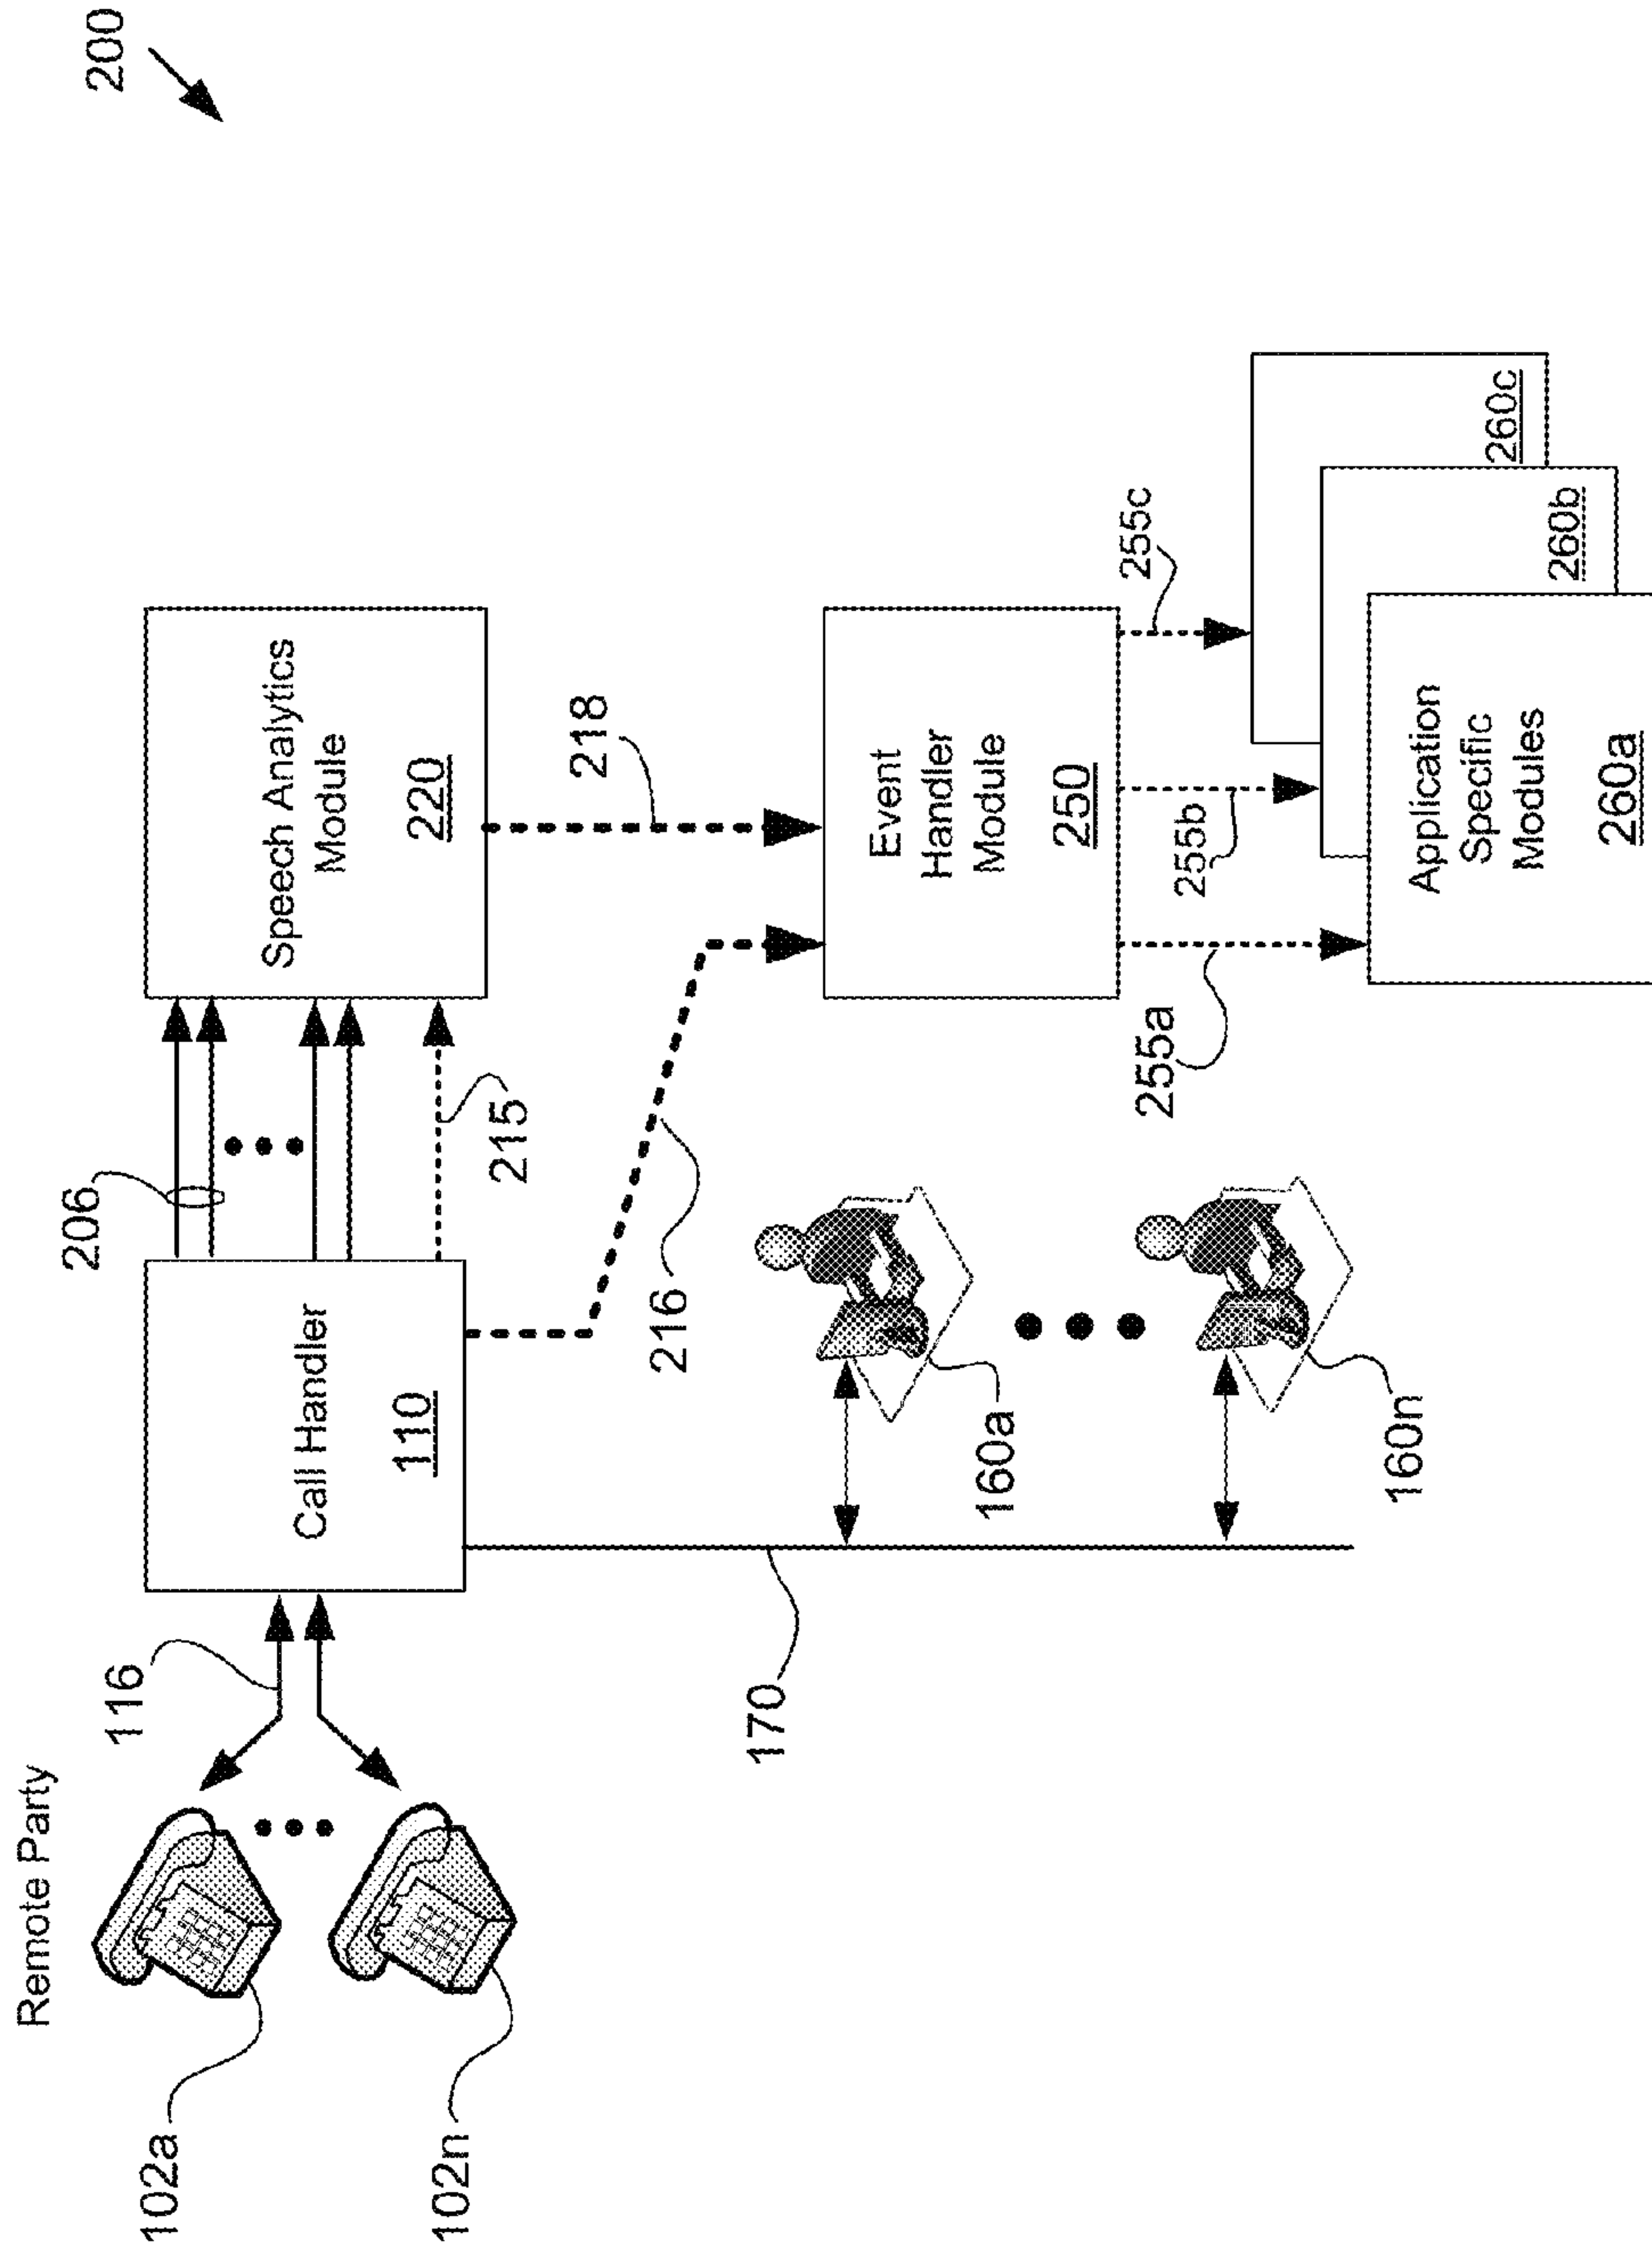 200
Remote Party
116
206
102a
102n
Call Handler
110
Speech Analytics
Module
220
215
216
218
170
160a
160n
Event
Handler
Module
250
255a
255b
255c
Application
Specific
Modules
260a
260b
260c